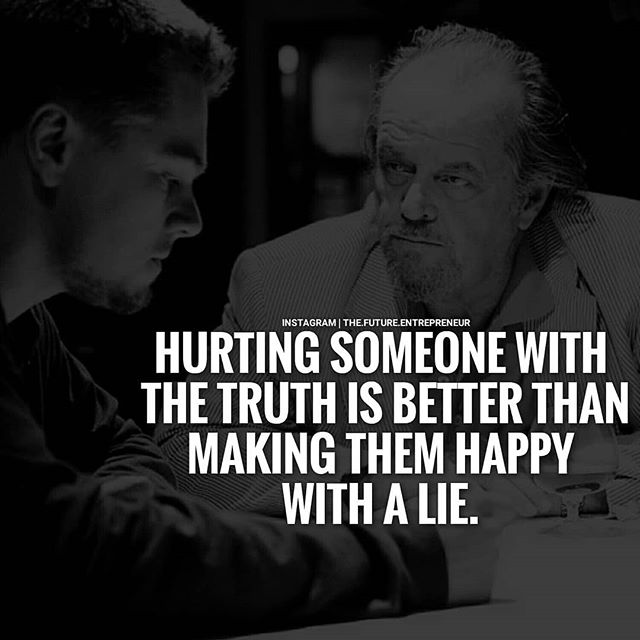 INSTAGRAM | THE.FUTURE.ENTREPRENEUR
HURTING SOMEONE WITH
THE TRUTH IS BETTER THAN
MAKING THEM HAPPY
WITH A LIE.